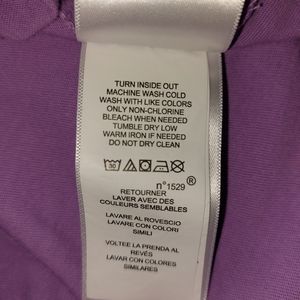 TURN INSIDE OUT
MACHINE WASH COLD
WASH WITH LIKE COLORS
ONLY NON-CHLORINE
BLEACH WHEN NEEDED
TUMBLE DRY LOW
WARM IRON IF NEEDED
DO NOT DRY CLEAN
30
n°1529 ®
RETOURNER
LAVER AVEC DES
COULEURS SEMBLABLES
LAVARE AL ROVESCIO
LAVARE CON COLORI
SIMILI
VOLTEE LA PRENDA AL
REVÉS
LAVAR CON COLORES
SIMILARES